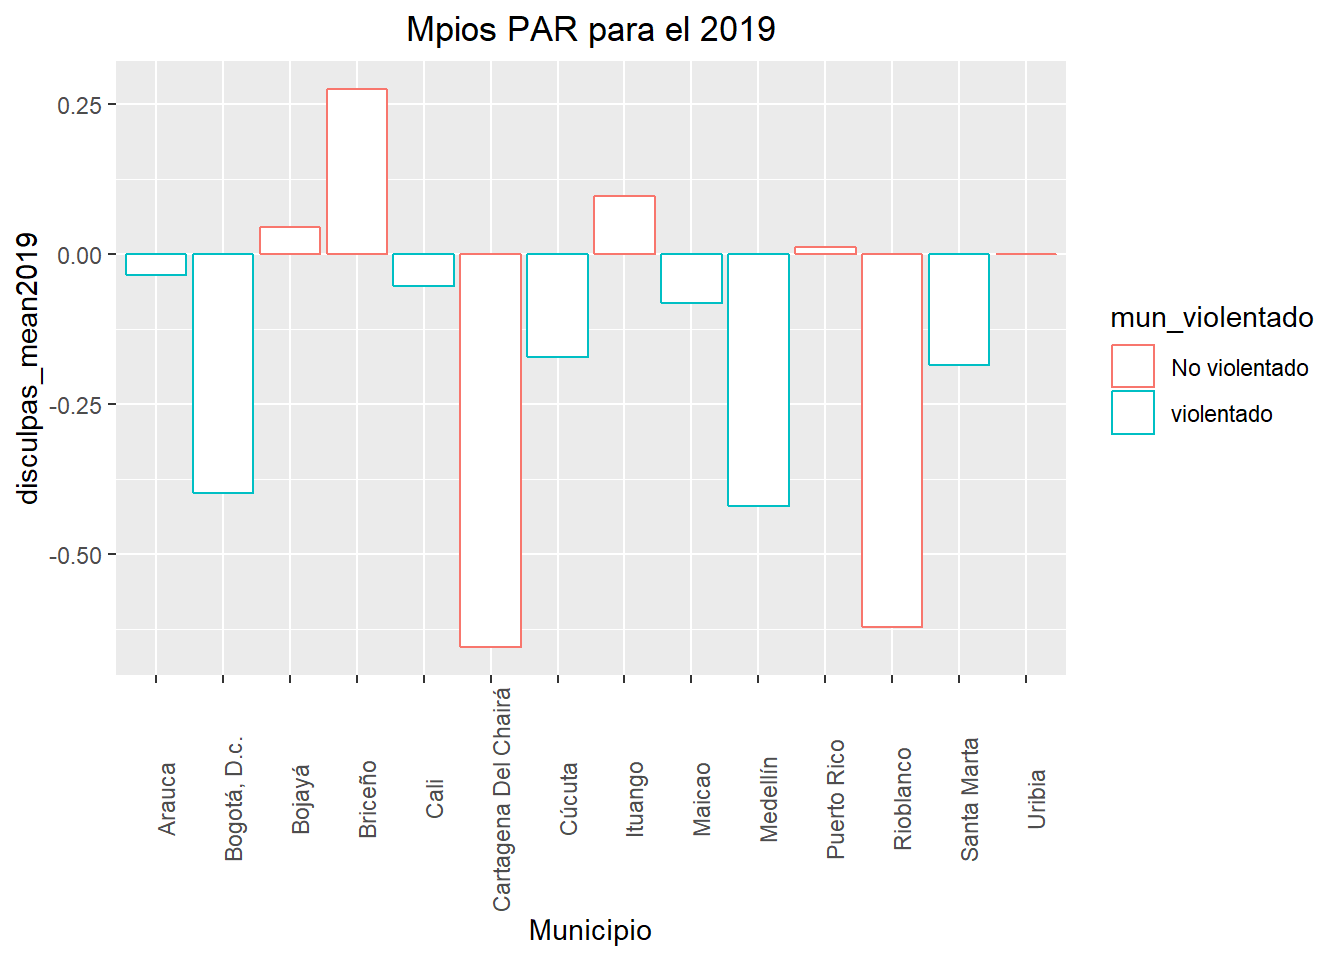 Mpios PAR para el 2019
disculpas_mean2019
0.25
0.00
-0.25
-0.50
Arauca
Bogotá, D.c.
Bojayá
Briceño
Cali
Cartagena Del Chairá
Cúcuta
Ituango
Maicao
Medellín
Puerto Rico
Rioblanco
Santa Marta
Uribia
Municipio
mun_violentado
No violentado
violentado